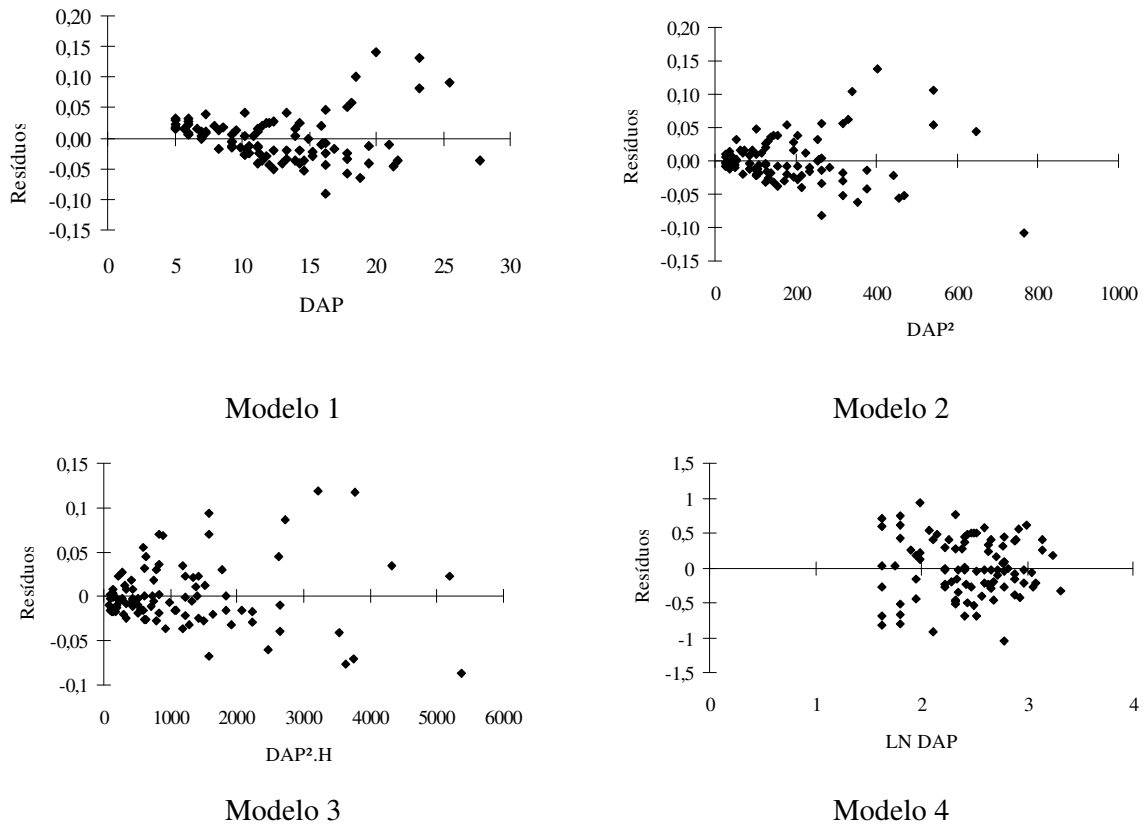 0,20
0,15
0,10
0,05
0,00
-0,05
-0,10
-0,15
Resíduos
0 5 10 15 20 25 30
DAP
Modelo 1
0,20
0,15
0,10
0,05
0,00
-0,05
-0,10
-0,15
Resíduos
0 200 400 600 800 1000
DAP²
Modelo 2
0,15
0,1
0,05
0
-0,05
-0,1
Resíduos
0 1000 2000 3000 4000 5000 6000
DAP².H
Modelo 3
1,5
1
0,5
0
-0,5
-1
-1,5
Resíduos
0 1 2 3 4
LN DAP
Modelo 4